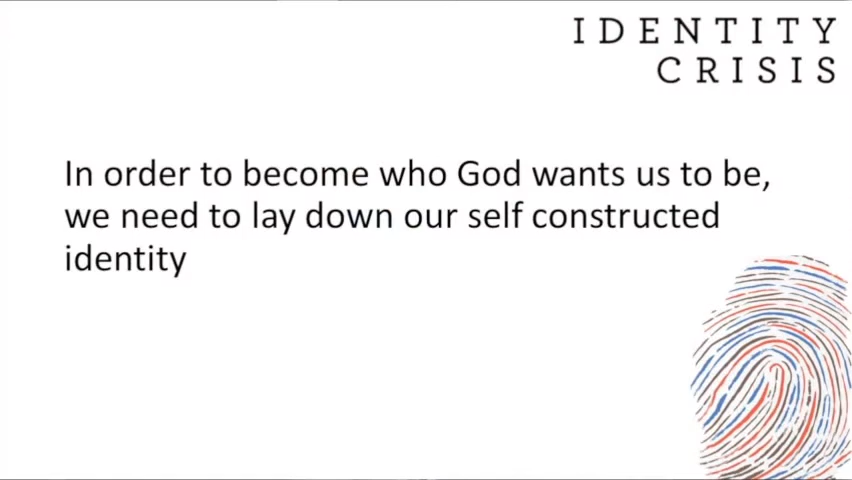 IDENTITY
CRISIS
In order to become who God wants us to be,
we need to lay down our self constructed
identity